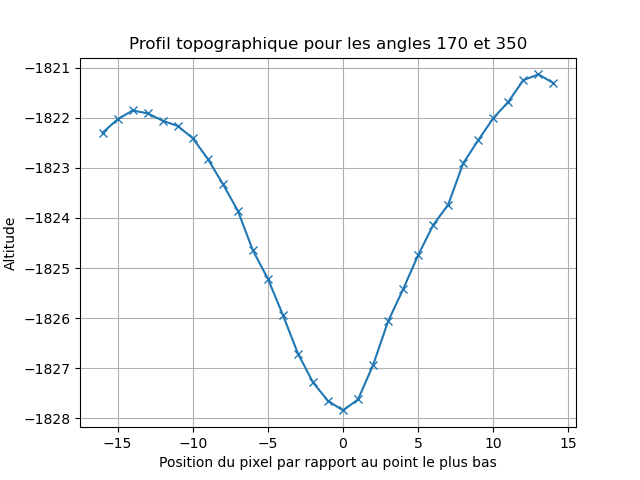 Profil topographique pour les angles 170 et 350
Altitude
−1821
−1822
−1823
−1824
−1825
−1826
−1827
−1828
−15 −10 −5 0 5 10 15
Position du pixel par rapport au point le plus bas